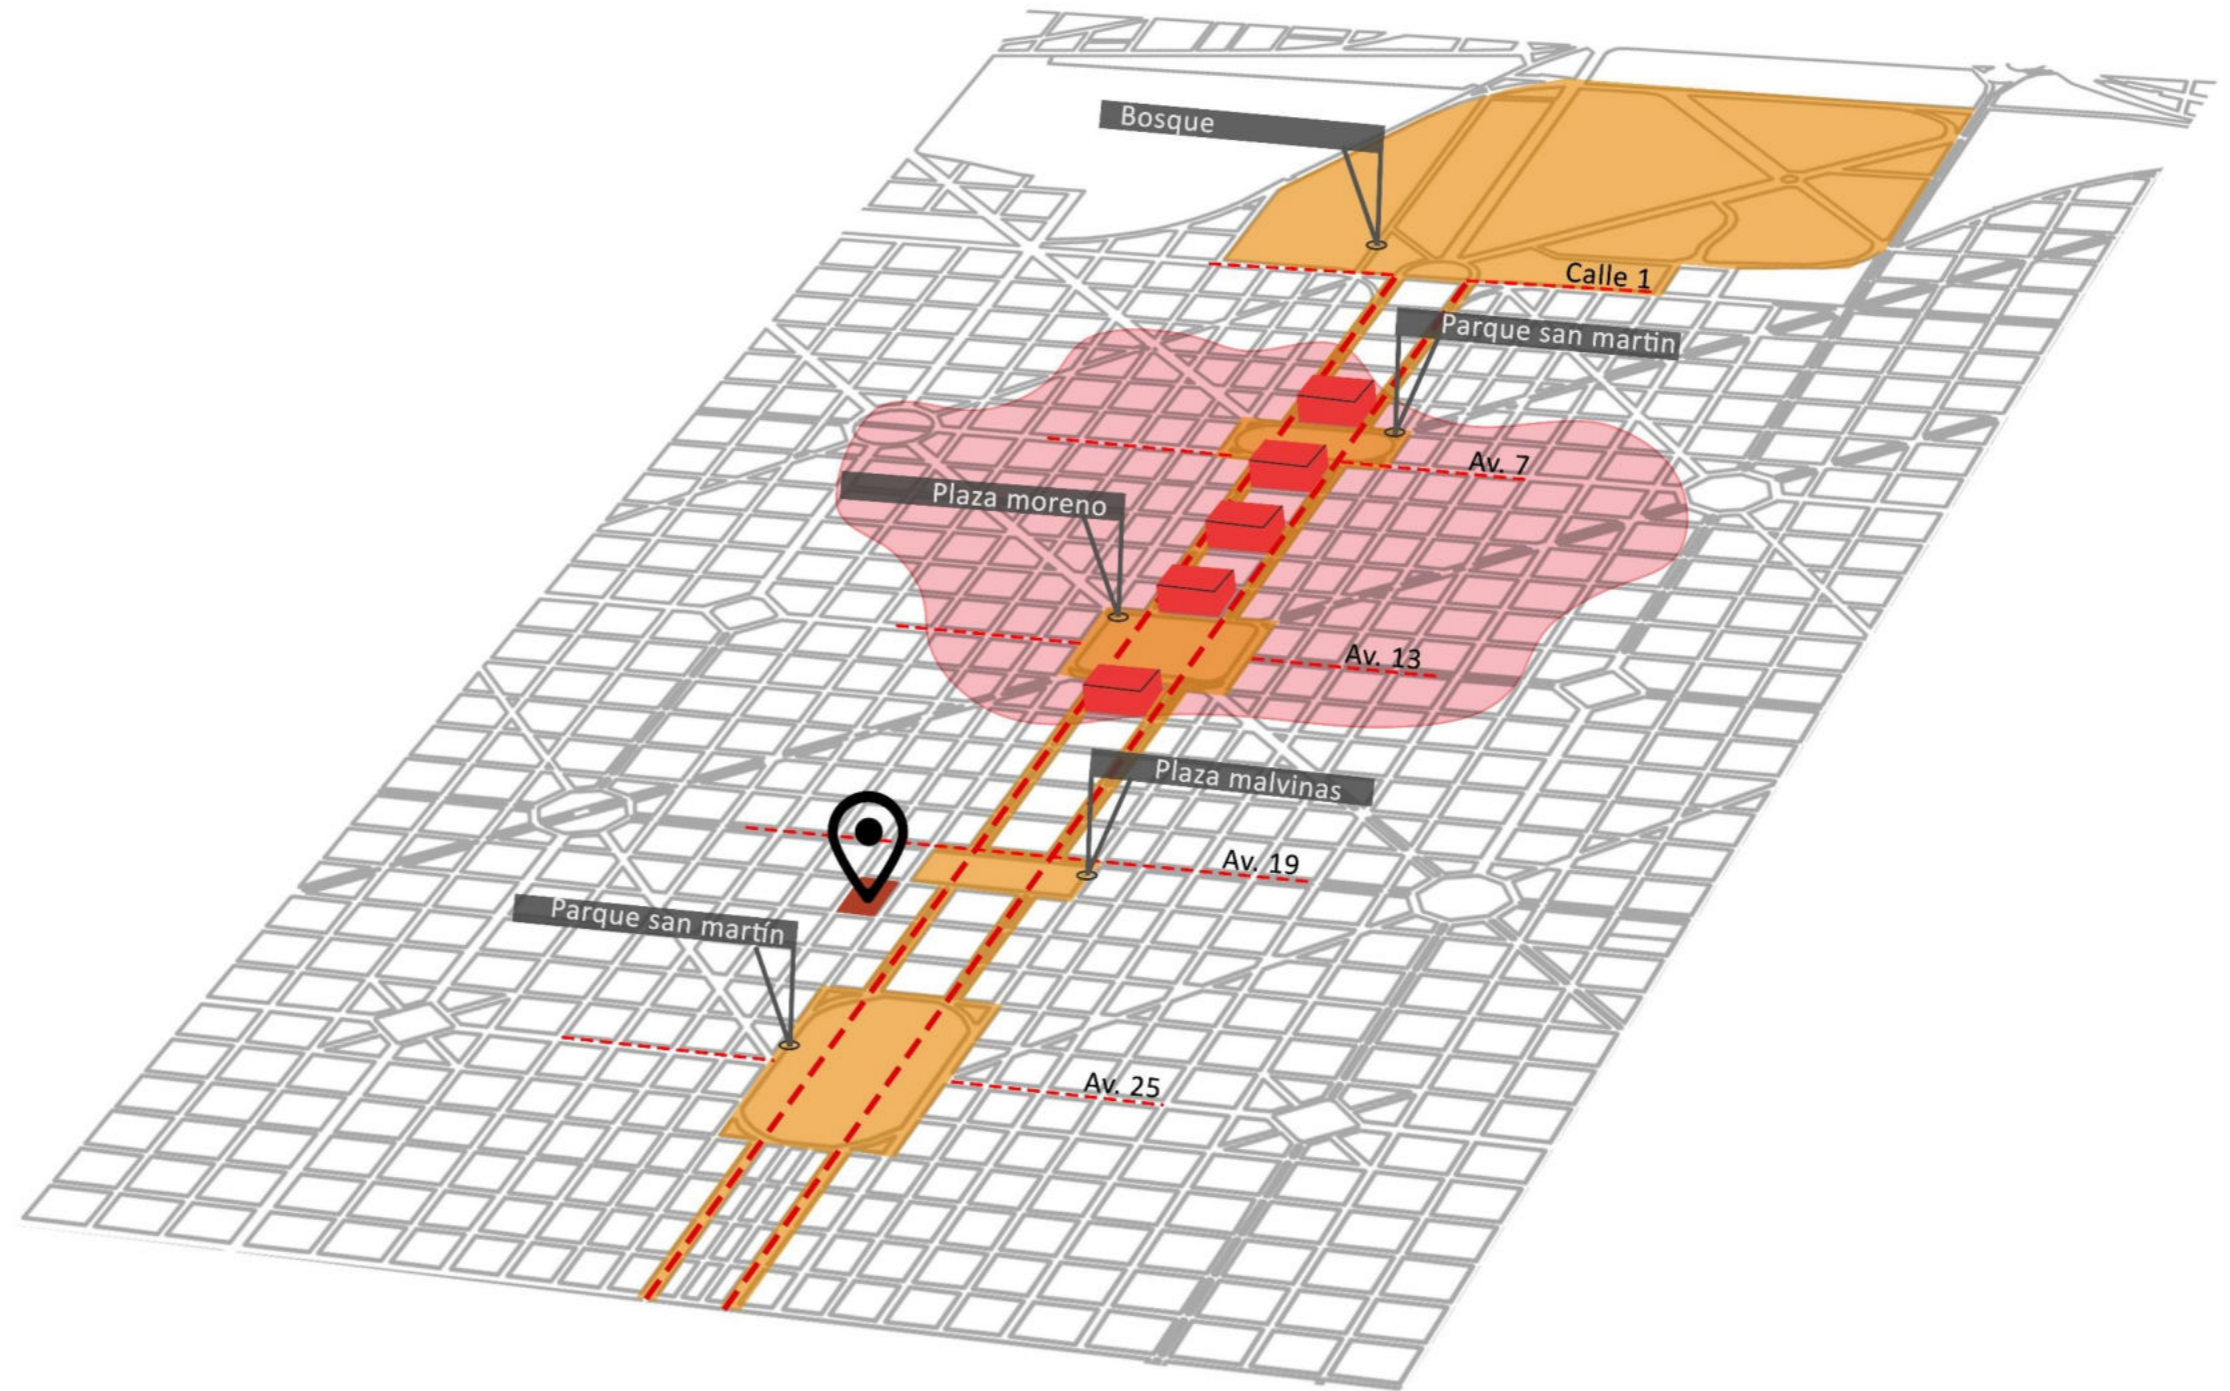 Bosque
Calle 1
Parque san martin
Av. 7
Plaza moreno
Av. 13
Plaza malvinas
Av. 19
Parque san martín
Av. 25